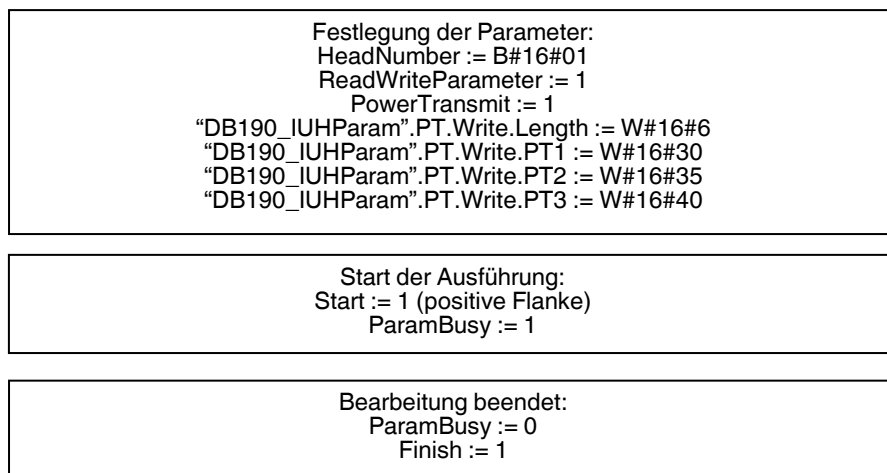 Festlegung der Parameter:
HeadNumber := B#16#01
ReadWriteParameter := 1
PowerTransmit := 1
“DB190_IUHParam”.PT.Write.Length := W#16#6
“DB190_IUHParam”.PT.Write.PT1 := W#16#30
“DB190_IUHParam”.PT.Write.PT2 := W#16#35
“DB190_IUHParam”.PT.Write.PT3 := W#16#40
Start der Ausführung:
Start := 1 (positive Flanke)
ParamBusy := 1
Bearbeitung beendet:
ParamBusy := 0
Finish := 1